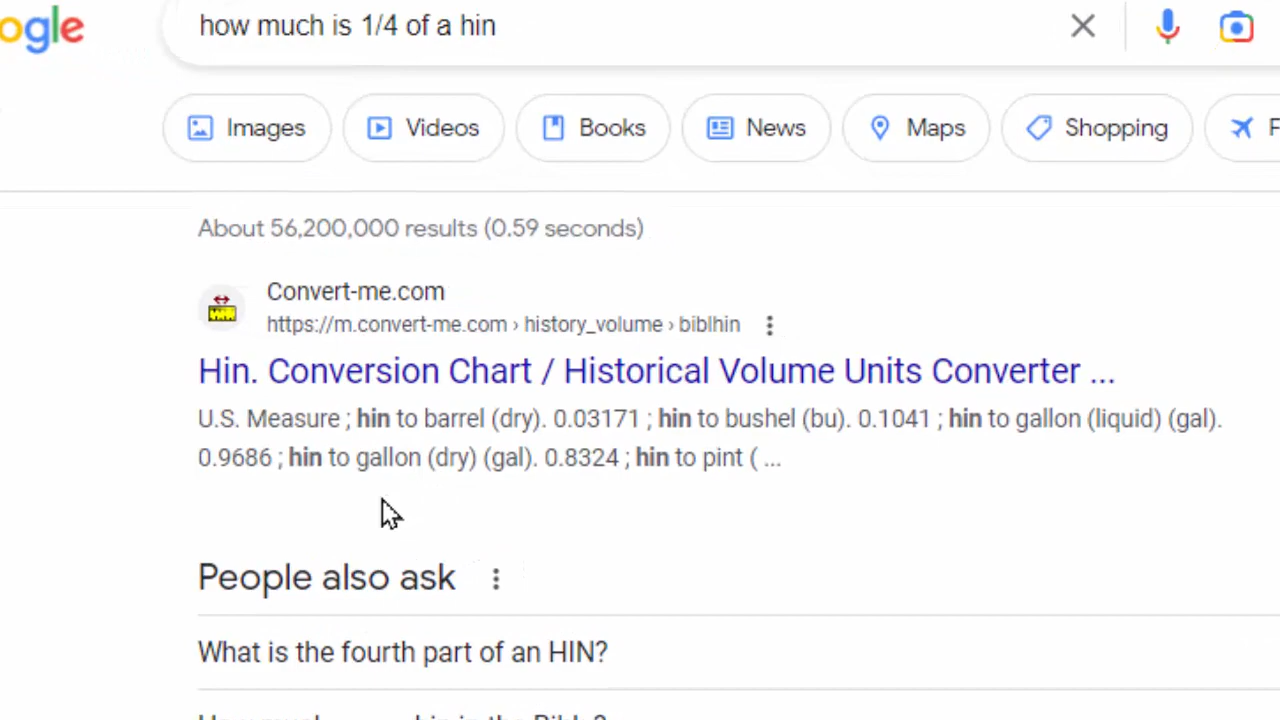 ogle how much is 1/4 of a hin
Images Videos Books News Maps Shopping F
About 56,200,000 results (0.59 seconds)
Convert-me.com
https://m.convert-me.com › history_volume › biblhin
Hin. Conversion Chart / Historical Volume Units Converter ...
U.S. Measure ; hin to barrel (dry). 0.03171 ; hin to bushel (bu). 0.1041 ; hin to gallon (liquid) (gal).
0.9686 ; hin to gallon (dry) (gal). 0.8324 ; hin to pint ( ...
People also ask
What is the fourth part of an HIN?